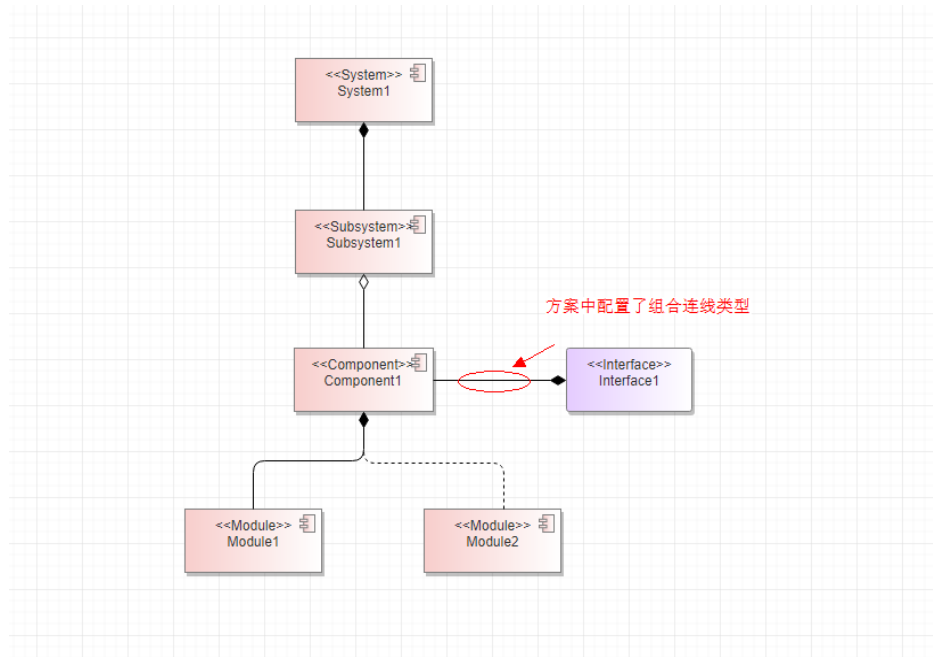 <<System>>
System1
<<Subsystem>>
Subsystem1
方案中配置了组合连线类型
<<Component>>
Component1
<<Interface>>
Interface1
<<Module>>
Module1
<<Module>>
Module2